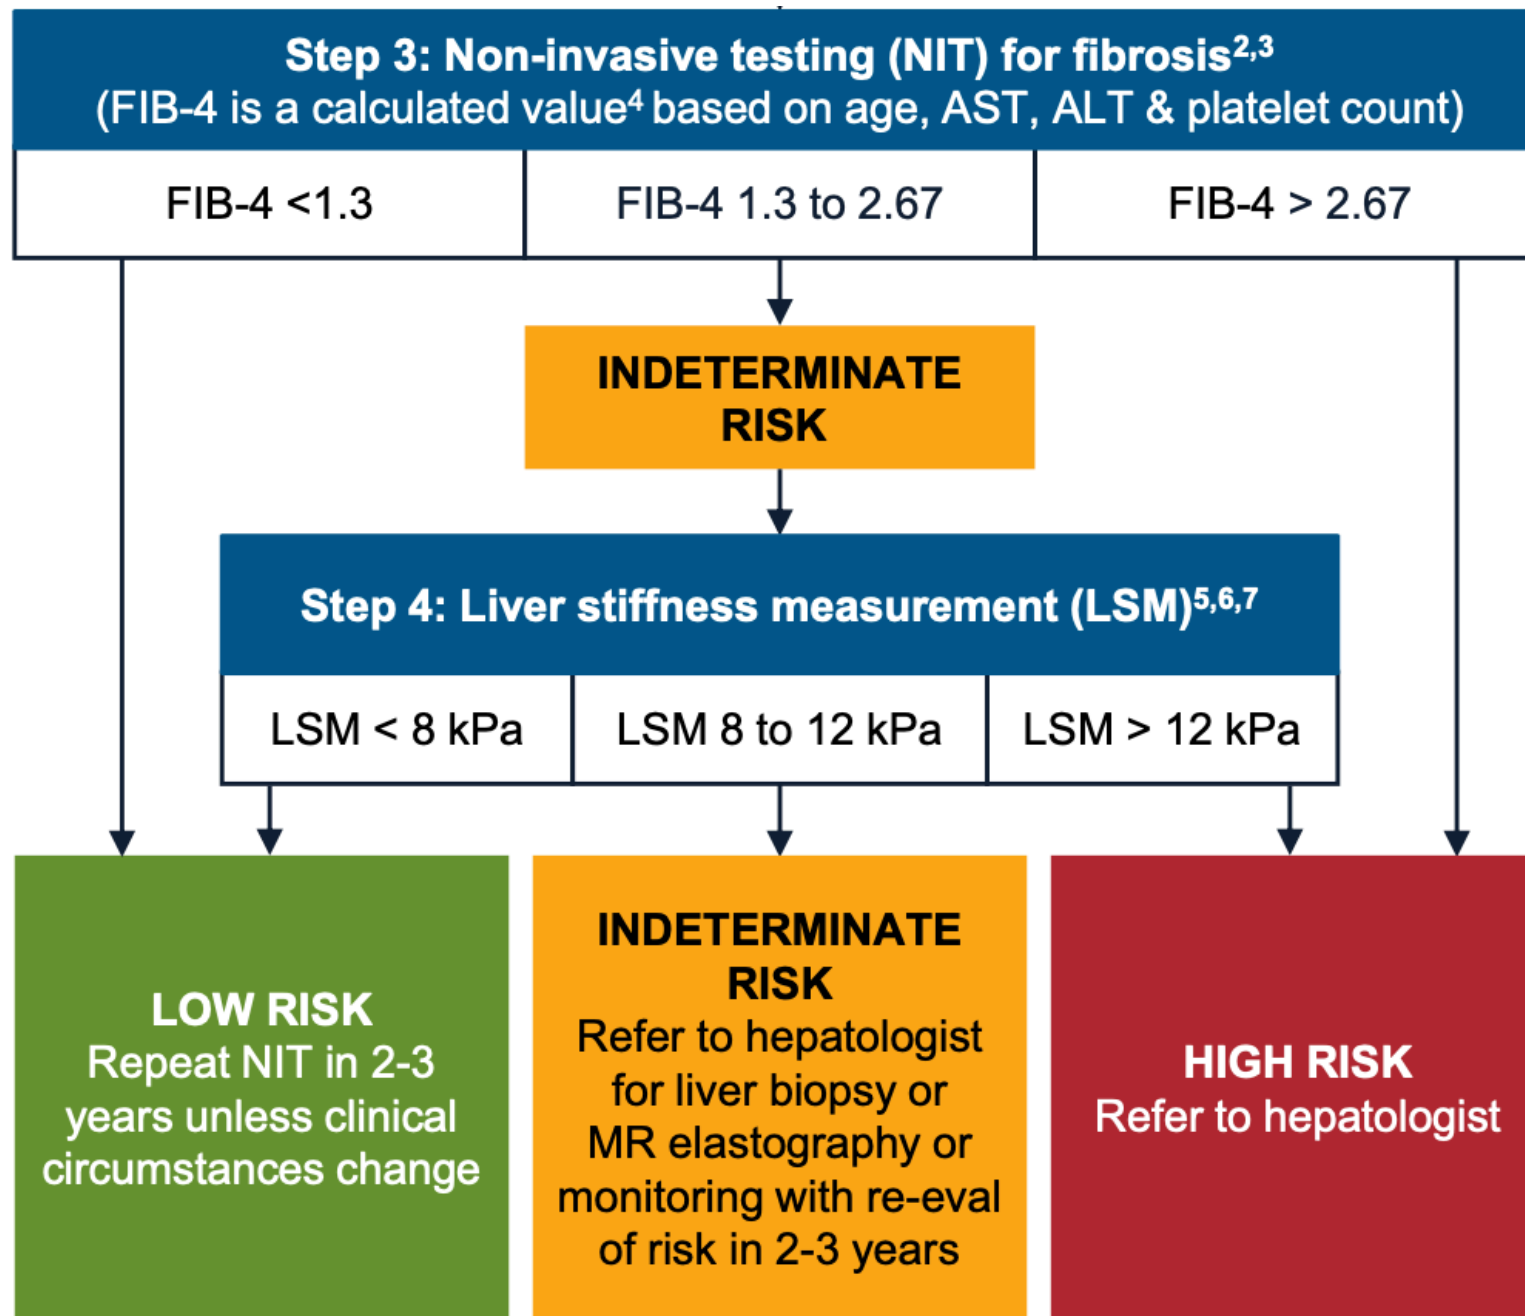 Step 3: Non-invasive testing (NIT) for fibrosis2,3
(FIB-4 is a calculated value4 based on age, AST, ALT & platelet count)
FIB-4 <1.3
FIB-4 1.3 to 2.67
FIB-4 > 2.67
INDETERMINATE
RISK
Step 4: Liver stiffness measurement (LSM)5,6,7
LSM < 8 kPa
LSM 8 to 12 kPa
LSM > 12 kPa
LOW RISK
Repeat NIT in 2-3
years unless clinical
circumstances change
INDETERMINATE
RISK
Refer to hepatologist
for liver biopsy or
MR elastography or
monitoring with re-eval
of risk in 2-3 years
HIGH RISK
Refer to hepatologist